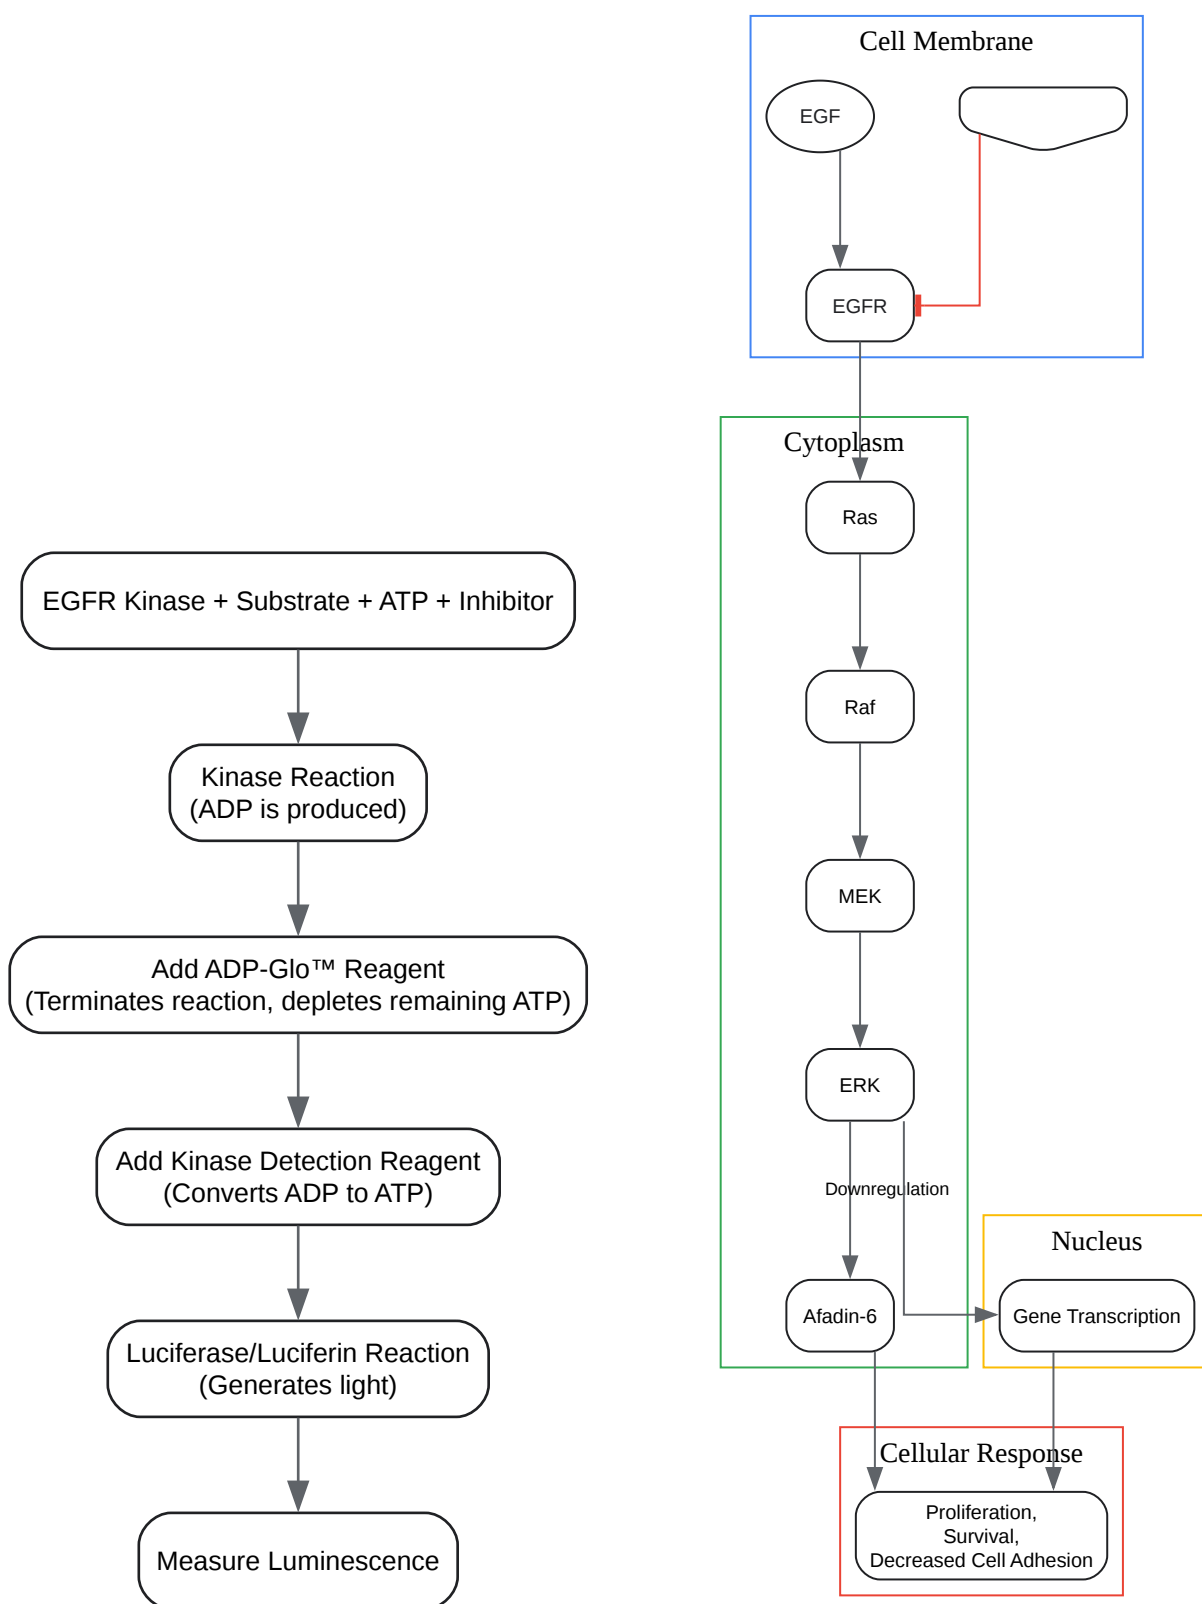 EGFR Kinase + Substrate + ATP + Inhibitor
Kinase Reaction
(ADP is produced)
Add ADP-Glo™ Reagent
(Terminates reaction, depletes remaining ATP)
Add Kinase Detection Reagent
(Converts ADP to ATP)
Luciferase/Luciferin Reaction
(Generates light)
Measure Luminescence
Cell Membrane
EGF
EGFR
Cytoplasm
Ras
Raf
MEK
ERK
Downregulation
Afadin-6
Nucleus
Gene Transcription
Cellular Response
Proliferation,
Survival,
Decreased Cell Adhesion